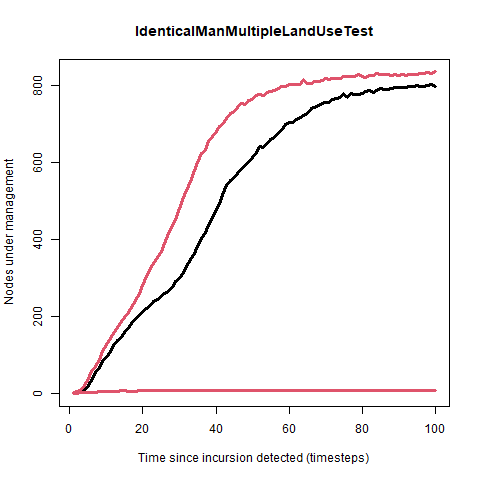 IdenticalManMultipleLandUseTest
Nodes under management
800
600
400
200
0
0 20 40 60 80 100
Time since incursion detected (timesteps)